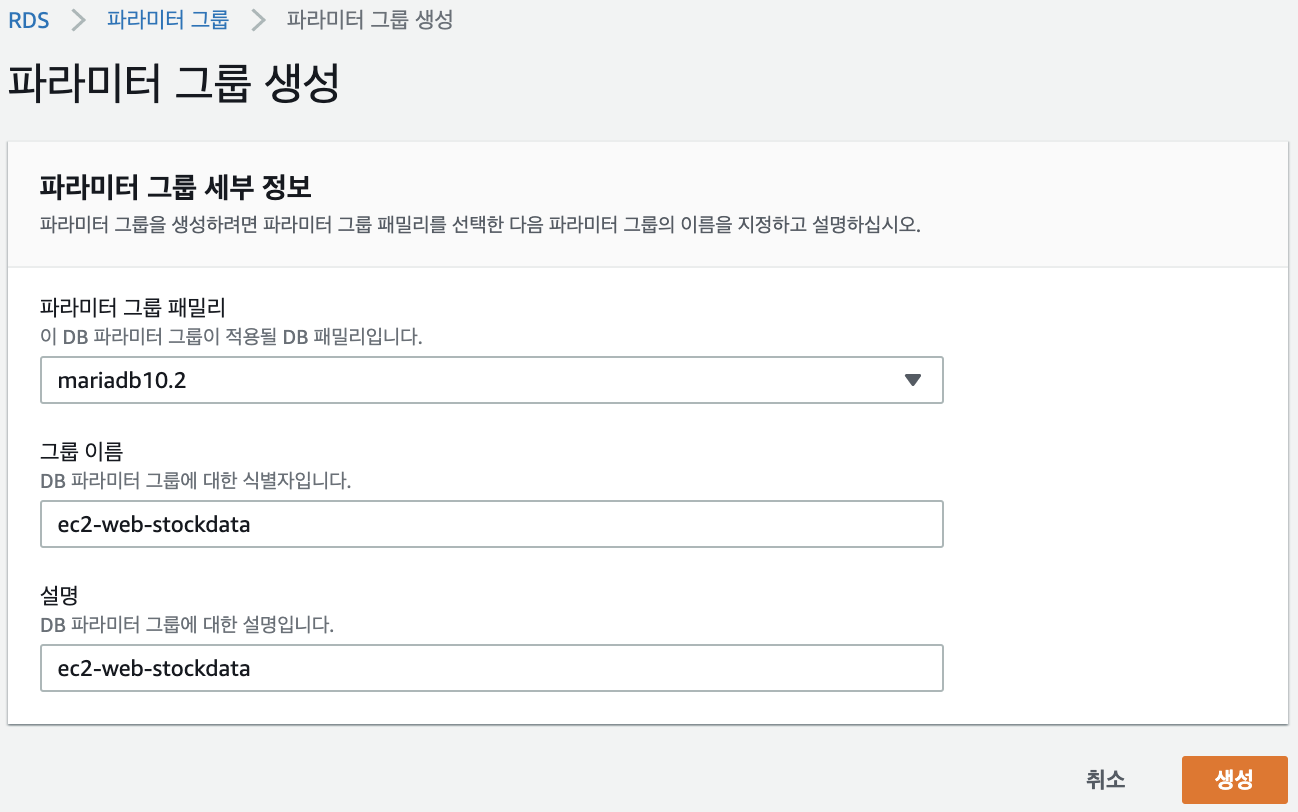 RDS > 파라미터 그룹 > 파라미터 그룹 생성
파라미터 그룹 생성
파라미터 그룹 세부 정보
파라미터 그룹을 생성하려면 파라미터 그룹 패밀리를 선택한 다음 파라미터 그룹의 이름을 지정하고 설명하십시오.
파라미터 그룹 패밀리
이 DB 파라미터 그룹이 적용될 DB 패밀리입니다.
mariadb10.2
그룹 이름
DB 파라미터 그룹에 대한 식별자입니다.
ec2-web-stockdata
설명
DB 파라미터 그룹에 대한 설명입니다.
ec2-web-stockdata
취소 생성